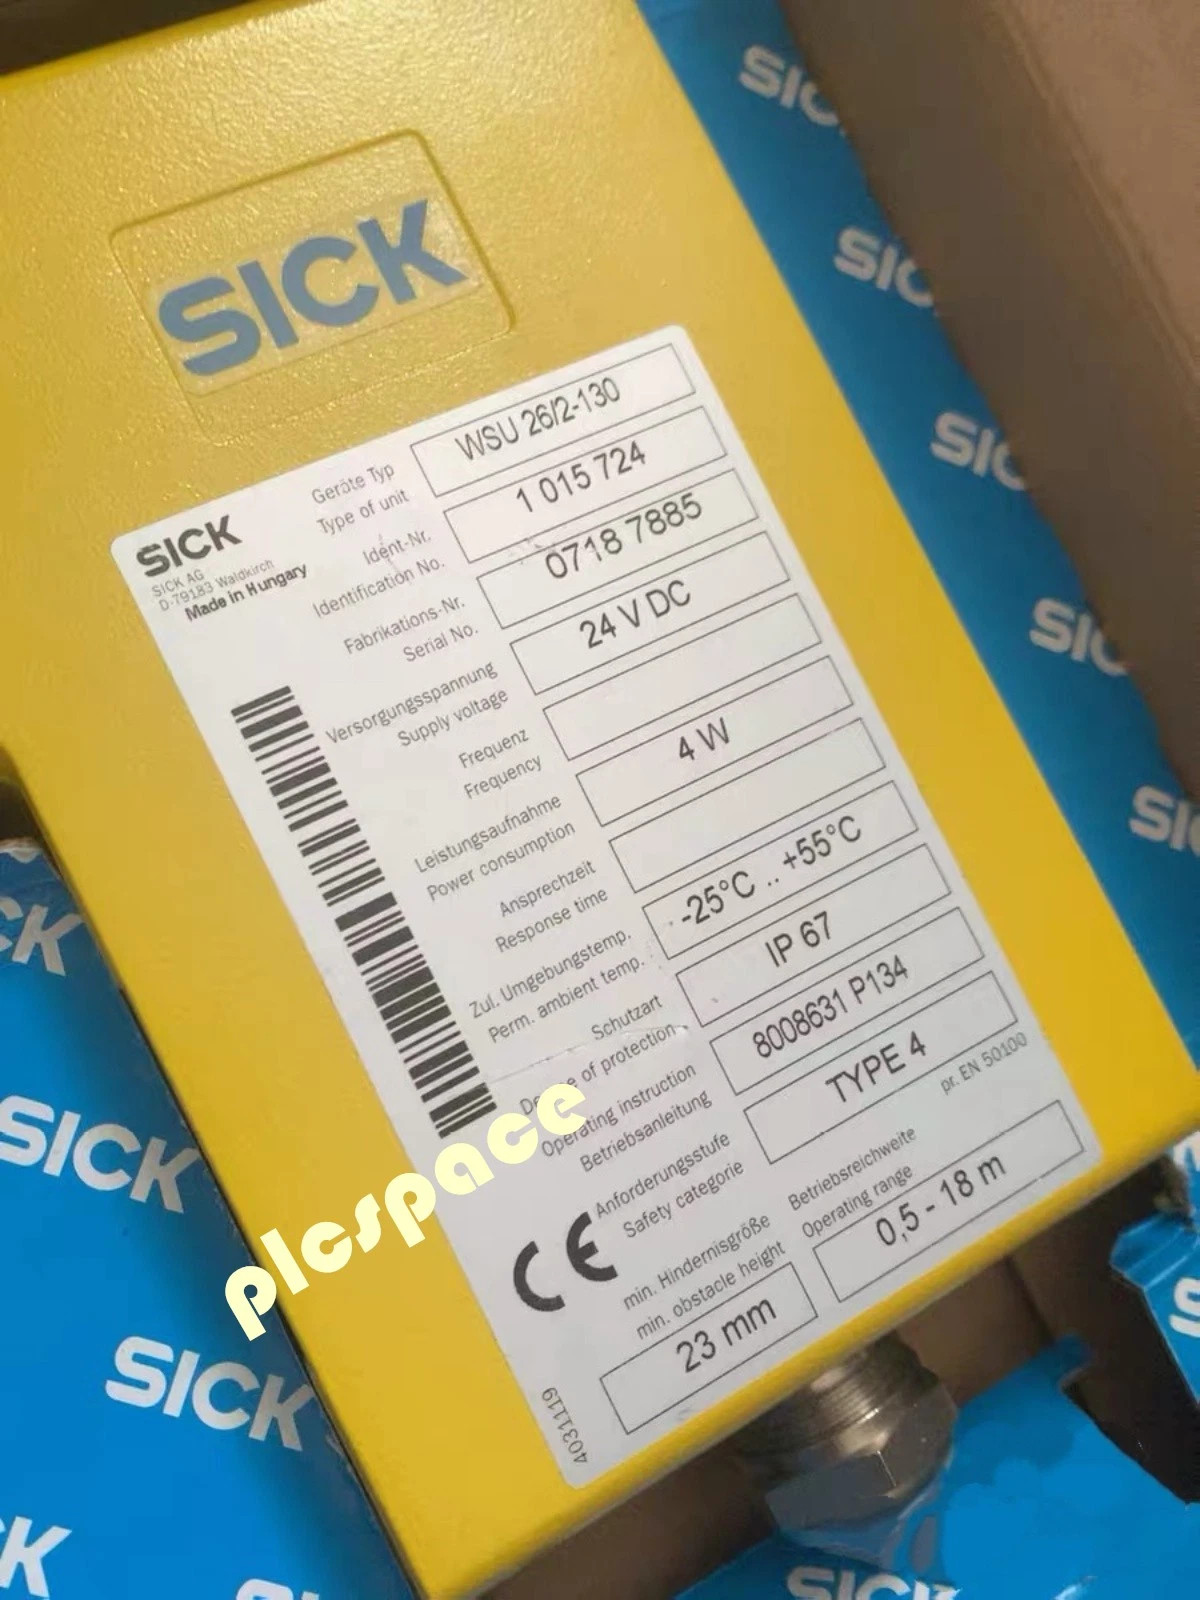 SICK
SICK
SICK AG
D-79183 Waldkirch
Made in Hungary
Geräte Typ
Type of unit
WSU 26/2-130
Ident-Nr.
Identification No.
1 015 724
Fabrikations-Nr.
Serial No.
0718 7885
Versorgungsspannung
Supply voltage
24 V DC
Frequenz
Frequency
Leistungsaufnahme
Power consumption
4 W
Ansprechzeit
Response time
Zul. Umgebungstemp.
Perm. ambient temp.
-25°C .. +55°C
Schutzart
of protection
IP 67
Operating instruction
Betriebsanleitung
8008631 P134
Anforderungsstufe
Safety categorie
TYPE 4
pr. EN 50100
CE
min. Hindernisgröße
min. obstacle height
23 mm
Betriebsreichweite
Operating range
0,5 - 18 m
4031119
plcspace
SICK
SICK
SICK
SICK
SICK
SICK
SICK
SICK